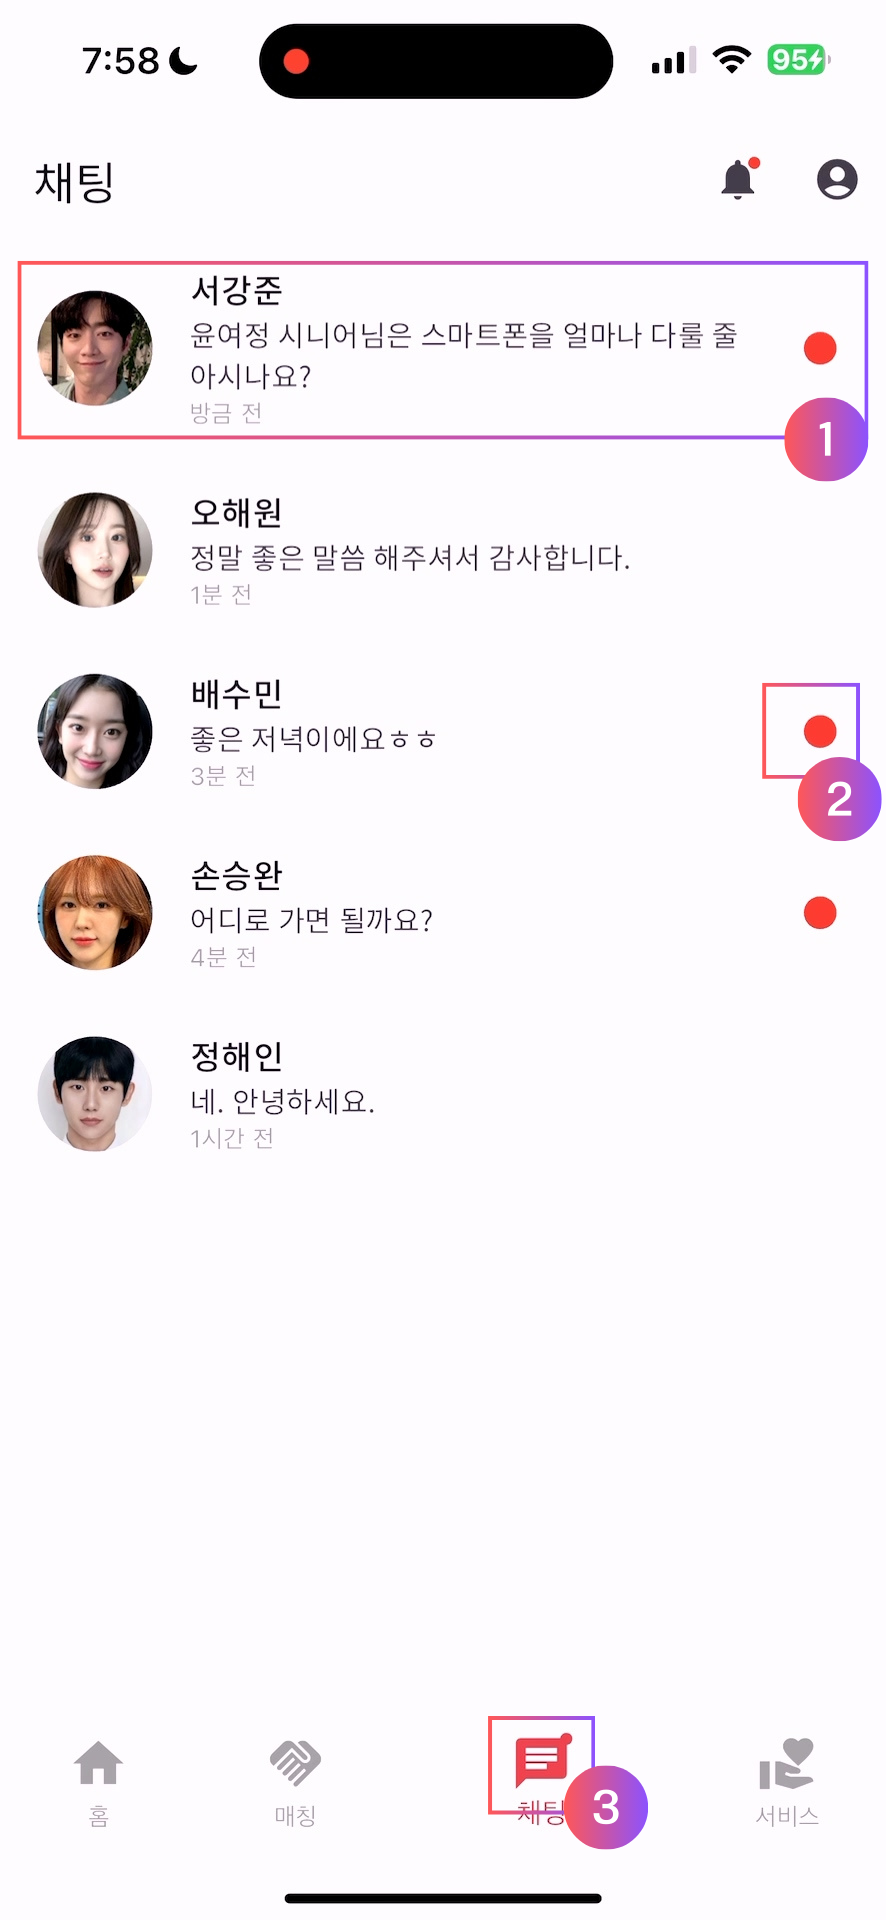 7:58
95
채팅
서강준
윤여정 시니어님은 스마트폰을 얼마나 다룰 줄
아시나요?
방금 전
1
오해원
정말 좋은 말씀 해주셔서 감사합니다.
1분 전
배수민
좋은 저녁이에요ㅎㅎ
3분 전
2
손승완
어디로 가면 될까요?
4분 전
정해인
네. 안녕하세요.
1시간 전
홈
매칭
채팅
3
서비스